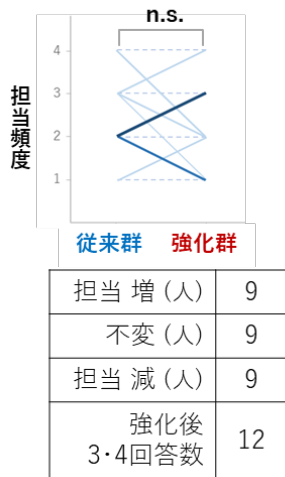 n.s.
担当頻度
4
3
2
1
従来群 強化群
担当 増 (人) 9
不変 (人) 9
担当 減 (人) 9
強化後
3･4回答数 12